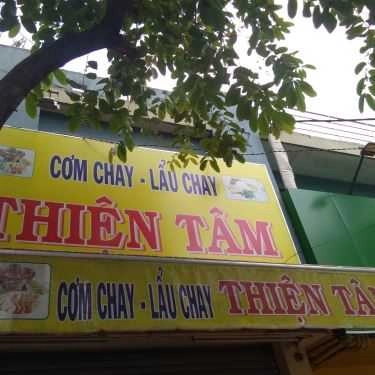 CƠM CHAY - LẨU CHAY
THIỆN TÂM
CƠM CHAY - LẨU CHAY THIỆN TÂ